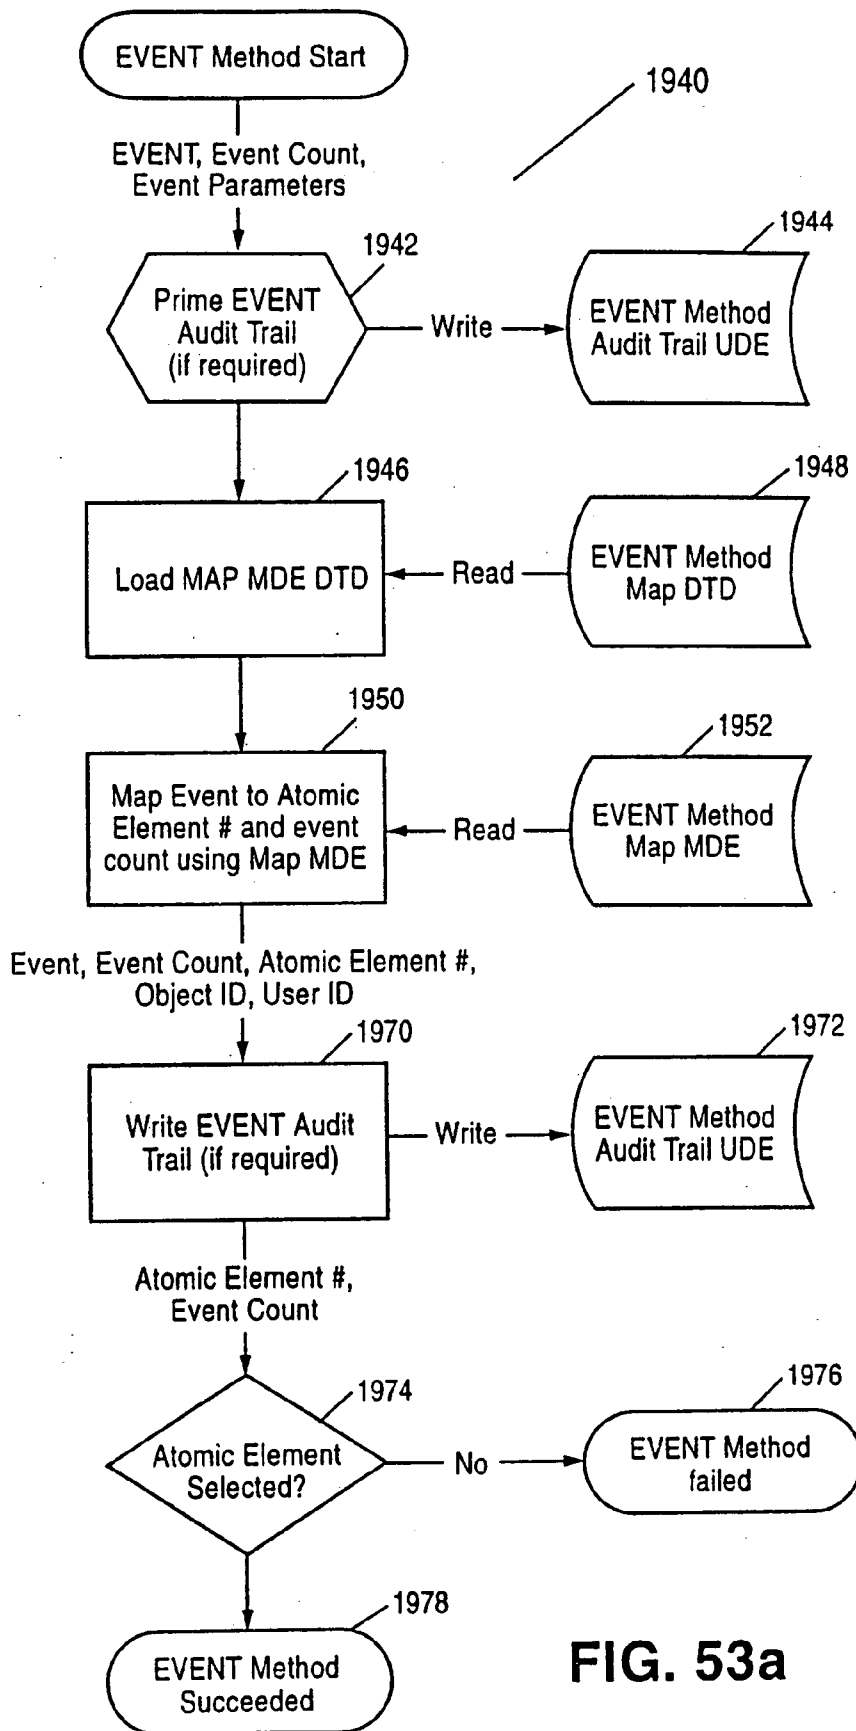 EVENT Method Start
1940
EVENT, Event Count,
Event Parameters
1942
1944
Prime EVENT
Audit Trail
(if required)
Write
EVENT Method
Audit Trail UDE
1946
1948
Load MAP MDE DTD
Read
EVENT Method
Map DTD
1950
1952
Map Event to Atomic
Element # and event
count using Map MDE
Read
EVENT Method
Map MDE
Event, Event Count, Atomic Element #,
Object ID, User ID
1970
1972
Write EVENT Audit
Trail (if required)
Write
EVENT Method
Audit Trail UDE
Atomic Element #,
Event Count
1974
1976
Atomic Element
Selected?
No
EVENT Method
failed
1978
EVENT Method
Succeeded
FIG. 53a